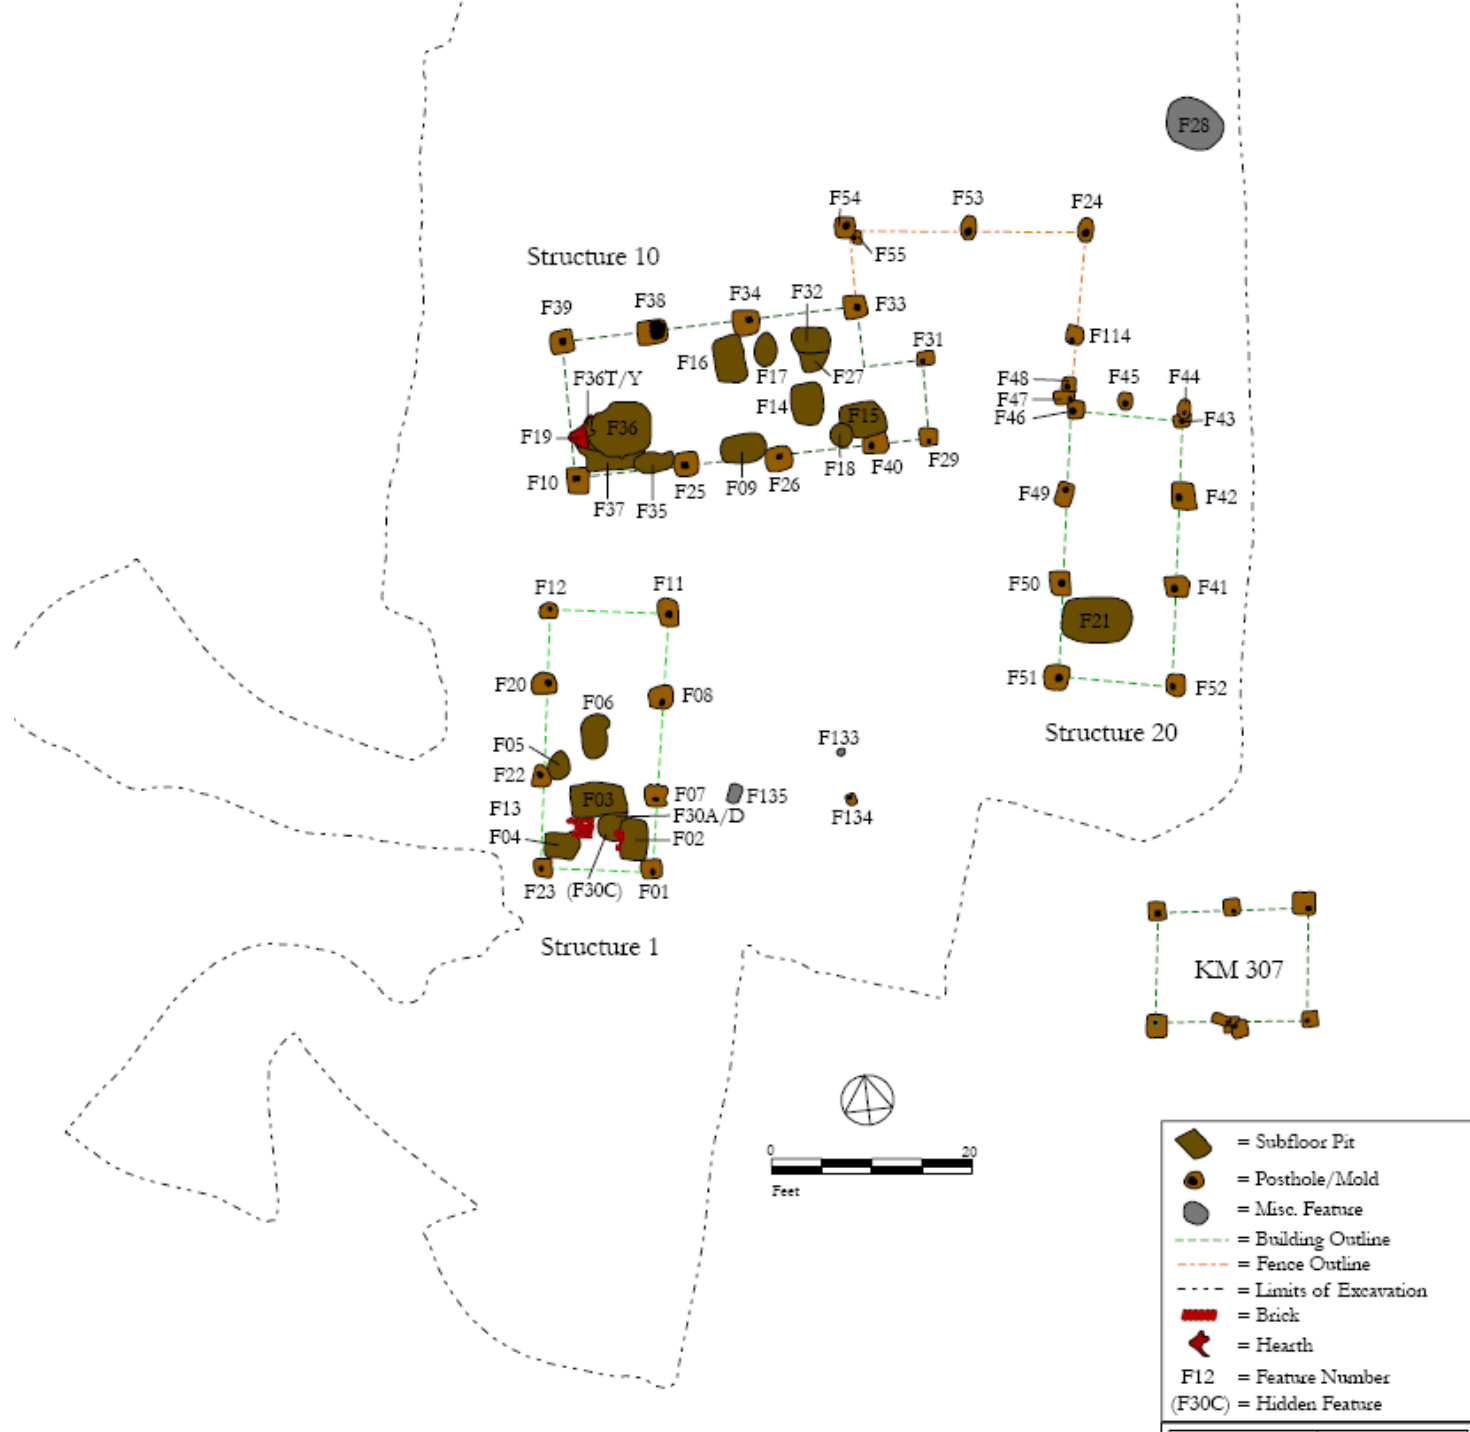 F28
F54
F53
F24
F55
Structure 10
F39
F38
F34
F32
F33
F31
F114
F16
F17
F27
F36T/Y
F48
F45
F44
F47
F46
F43
F14
F15
F36
F19
F18
F40
F29
F10
F37
F35
F25
F09
F26
F49
F42
F12
F11
F50
F41
F21
F20
F08
F51
F52
F06
Structure 20
F05
F133
F22
F03
F07
F135
F13
F30A/D
F134
F04
F02
F23
(F30C)
F01
Structure 1
KM 307
0 20
Feet
= Subfloor Pit
= Posthole/Mold
= Misc. Feature
= Building Outline
= Fence Outline
= Limits of Excavation
= Brick
= Hearth
F12 = Feature Number
(F30C) = Hidden Feature